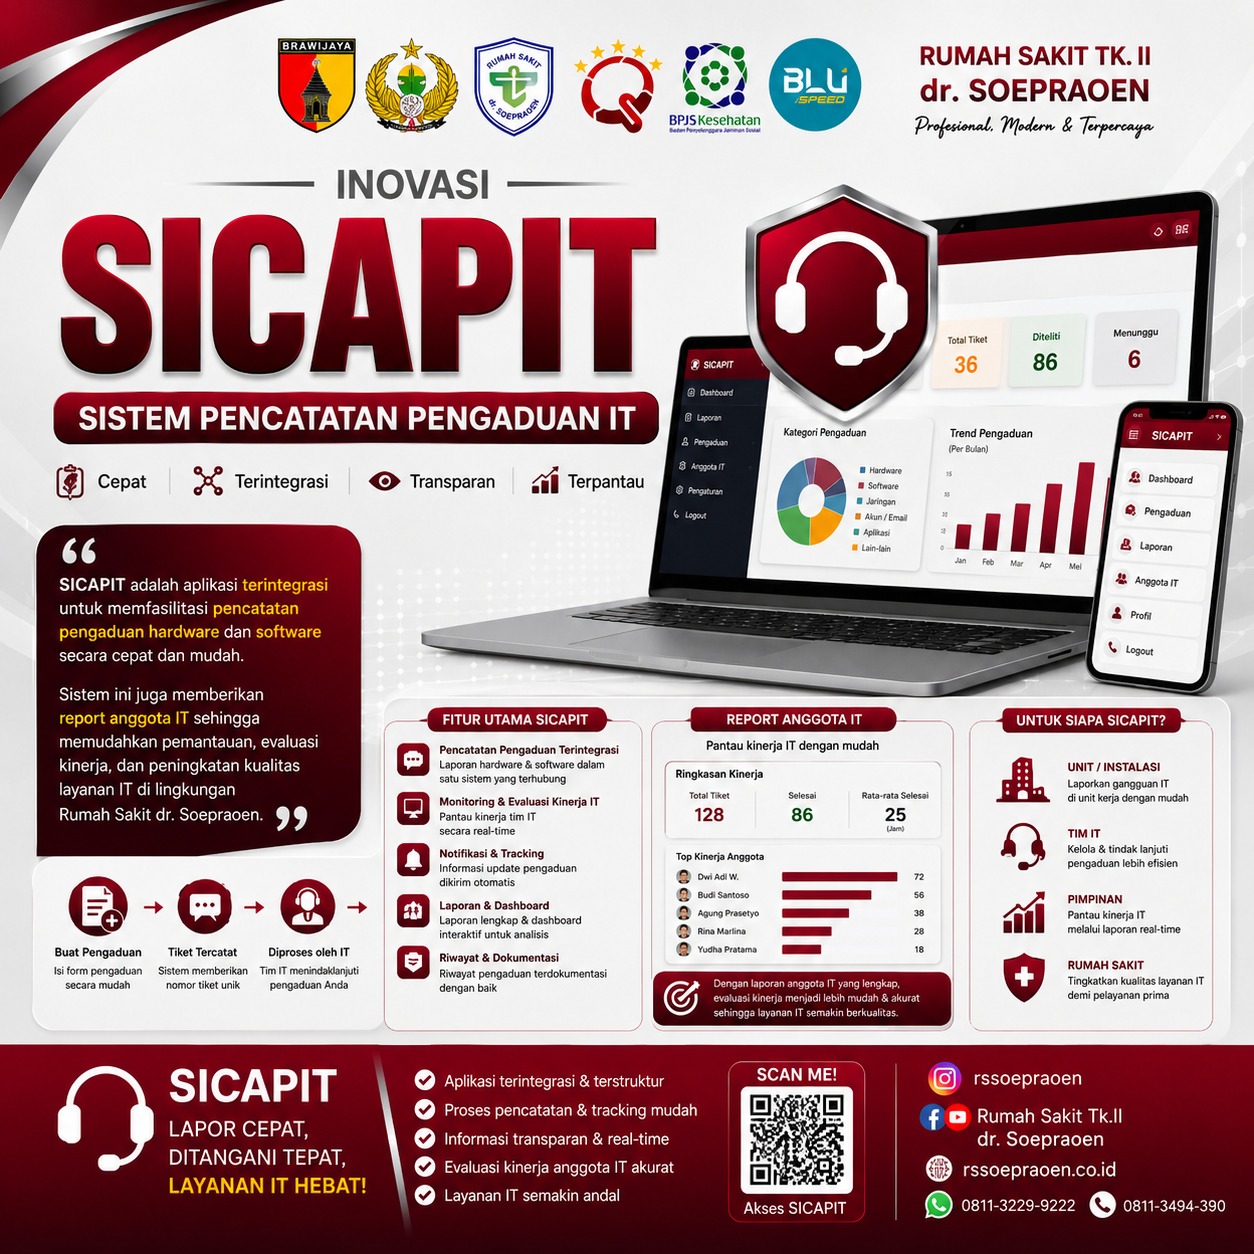 BRAWIJAYA
RUMAH SAKIT
dr. SOEPRAOEN
BPJS Kesehatan
Badan Penyelenggara Jaminan Sosial
BLU
SPEED
RUMAH SAKIT TK. II
dr. SOEPRAOEN
Profesional, Modern & Terpercaya
INOVASI
SICAPIT
SISTEM PENCATATAN PENGADUAN IT
Cepat
Terintegrasi
Transparan
Terpantau
SICAPIT
Dashboard
Laporan
Pengaduan
Anggota IT
Pengaturan
Logout
Total Tiket
36
Diteliti
86
Menunggu
6
Kategori Pengaduan
Hardware
Software
Jaringan
Akun / Email
Aplikasi
Lain-lain
Trend Pengaduan
(Per Bulan)
Jan Feb Mar Apr Mei
SICAPIT
Dashboard
Pengaduan
Laporan
Anggota IT
Profil
Logout
“
SICAPIT adalah aplikasi terintegrasi
untuk memfasilitasi pencatatan
pengaduan hardware dan software
secara cepat dan mudah.
Sistem ini juga memberikan
report anggota IT sehingga
memudahkan pemantauan, evaluasi
kinerja, dan peningkatan kualitas
layanan IT di lingkungan
Rumah Sakit dr. Soepraoen. ”
Buat Pengaduan
Isi form pengaduan
secara mudah
Tiket Tercatat
Sistem memberikan
nomor tiket unik
Diproses oleh IT
Tim IT menindaklanjuti
pengaduan Anda
FITUR UTAMA SICAPIT
Pencatatan Pengaduan Terintegrasi
Laporan hardware & software dalam
satu sistem yang terhubung
Monitoring & Evaluasi Kinerja IT
Pantau kinerja tim IT
secara real-time
Notifikasi & Tracking
Informasi update pengaduan
dikirim otomatis
Laporan & Dashboard
Laporan lengkap & dashboard
interaktif untuk analisis
Riwayat & Dokumentasi
Riwayat pengaduan terdokumentasi
dengan baik
REPORT ANGGOTA IT
Pantau kinerja IT dengan mudah
Ringkasan Kinerja
Total Tiket
128
Selesai
86
Rata-rata Selesai
25
(Jam)
Top Kinerja Anggota
Dwi Adi W. 72
Budi Santoso 56
Agung Prasetyo 38
Rina Marlina 28
Yudha Pratama 18
Dengan laporan anggota IT yang lengkap,
evaluasi kinerja menjadi lebih mudah & akurat
sehingga layanan IT semakin berkualitas.
UNTUK SIAPA SICAPIT?
UNIT / INSTALASI
Laporkan gangguan IT
di unit kerja dengan mudah
TIM IT
Kelola & tindak lanjuti
pengaduan lebih efisien
PIMPINAN
Pantau kinerja IT
melalui laporan real-time
RUMAH SAKIT
Tingkatkan kualitas layanan IT
demi pelayanan prima
SICAPIT
LAPOR CEPAT,
DITANGANI TEPAT,
LAYANAN IT HEBAT!
Aplikasi terintegrasi & terstruktur
Proses pencatatan & tracking mudah
Informasi transparan & real-time
Evaluasi kinerja anggota IT akurat
Layanan IT semakin andal
SCAN ME!
Akses SICAPIT
rssoepraoen
Rumah Sakit Tk.II
dr. Soepraoen
rssoepraoen.co.id
0811-3229-9222
0811-3494-390